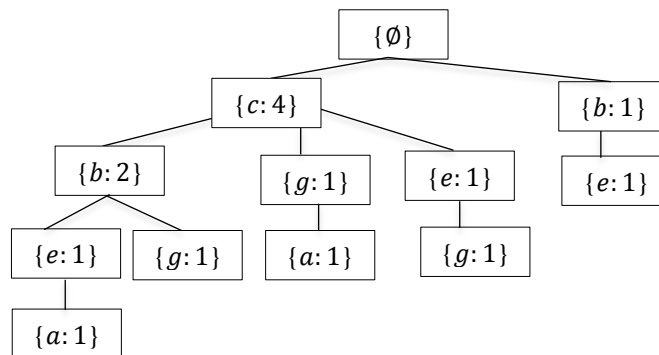 {∅}
{c: 4} {b: 1}
{b: 2} {g: 1} {e: 1} {e: 1}
{e: 1} {g: 1} {a: 1} {g: 1}
{a: 1}